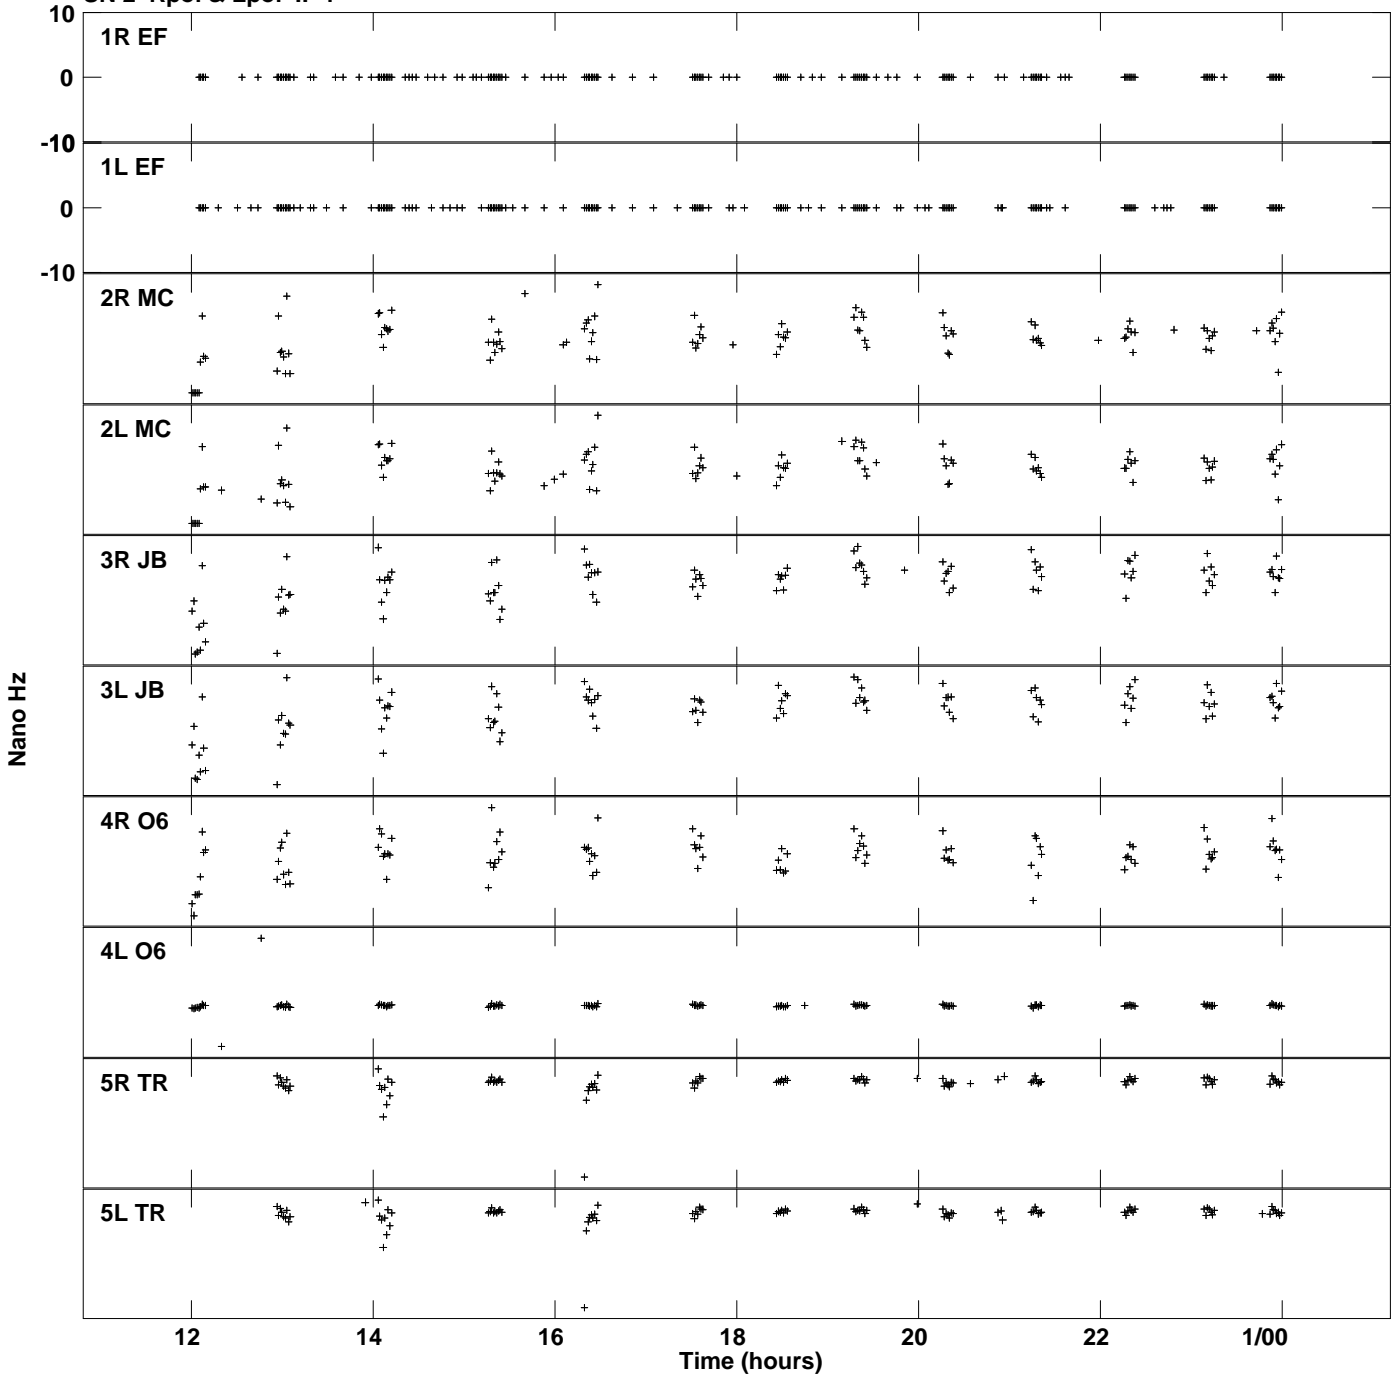 10
1R EF
0
-10
1L EF
0
-10
2R MC
2L MC
3R JB
3L JB
Nano Hz
4R O6
4L O6
5R TR
5L TR
12 14 16 18 20 22 1/00
Time (hours)